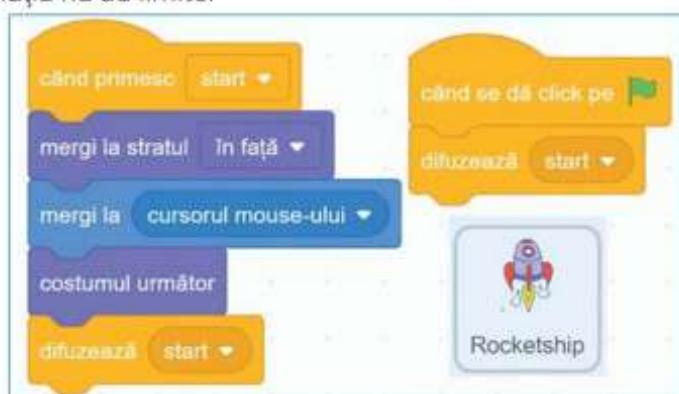 când primesc start
mergi la stratul în față
mergi la cursorul mouse-ului
costumul următor
difuzează start
când se dă click pe
difuzează start
Rocketship